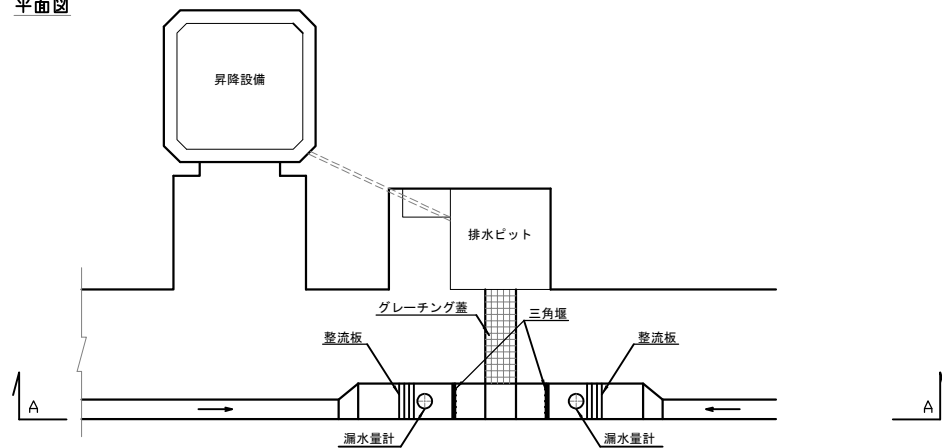 平面図
昇降設備
排水ピット
グレーチング蓋
三角堰
整流板
整流板
A
A
漏水量計
漏水量計